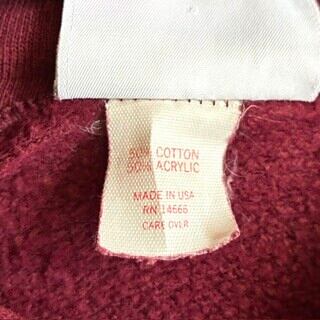 50% COTTON
50% ACRYLIC
MADE IN USA
RN 14666
CARE OVER